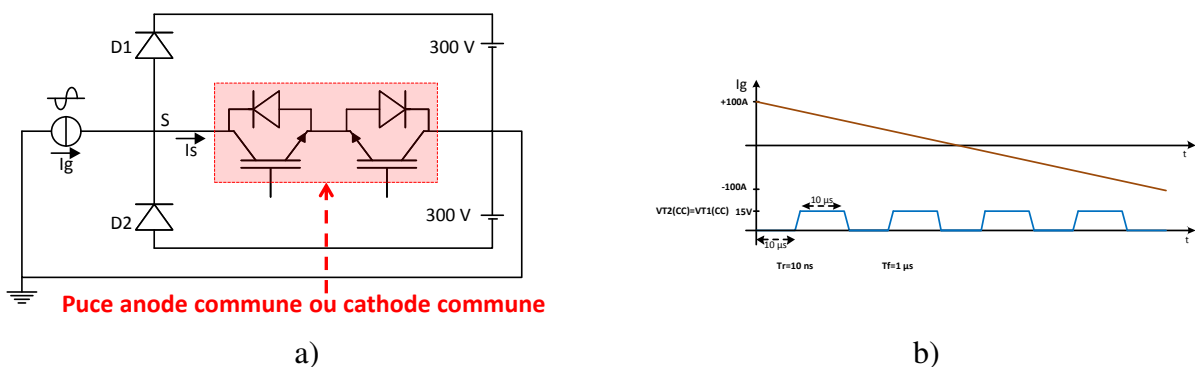 D1
300 V
S
Is
Ig
D2
300 V
Puce anode commune ou cathode commune
a)
Ig
+100A
t
-100A
VT2(CC)=VT1(CC)
15V
10 µs
t
10 µs
Tr=10 ns
Tf=1 µs
b)